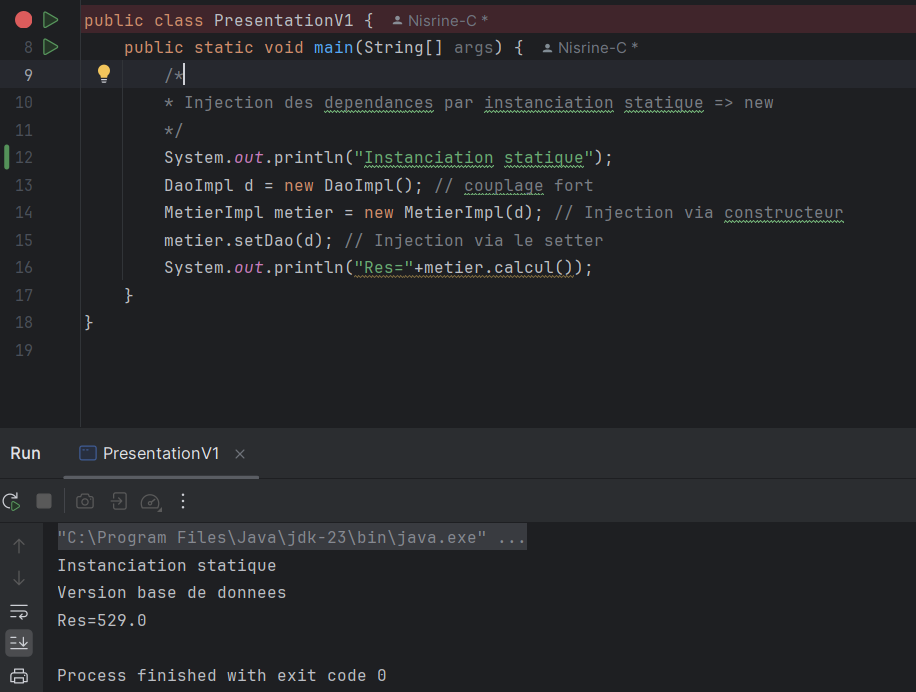 public class PresentationV1 { Nisrine-C *
8 public static void main(String[] args) { Nisrine-C *
9 /*
10 * Injection des dependances par instanciation statique => new
11 */
12 System.out.println("Instanciation statique");
13 DaoImpl d = new DaoImpl(); // couplage fort
14 MetierImpl metier = new MetierImpl(d); // Injection via constructeur
15 metier.setDao(d); // Injection via le setter
16 System.out.println("Res="+metier.calcul());
17 }
18 }
19
Run PresentationV1
"C:\Program Files\Java\jdk-23\bin\java.exe" ...
Instanciation statique
Version base de donnees
Res=529.0
Process finished with exit code 0